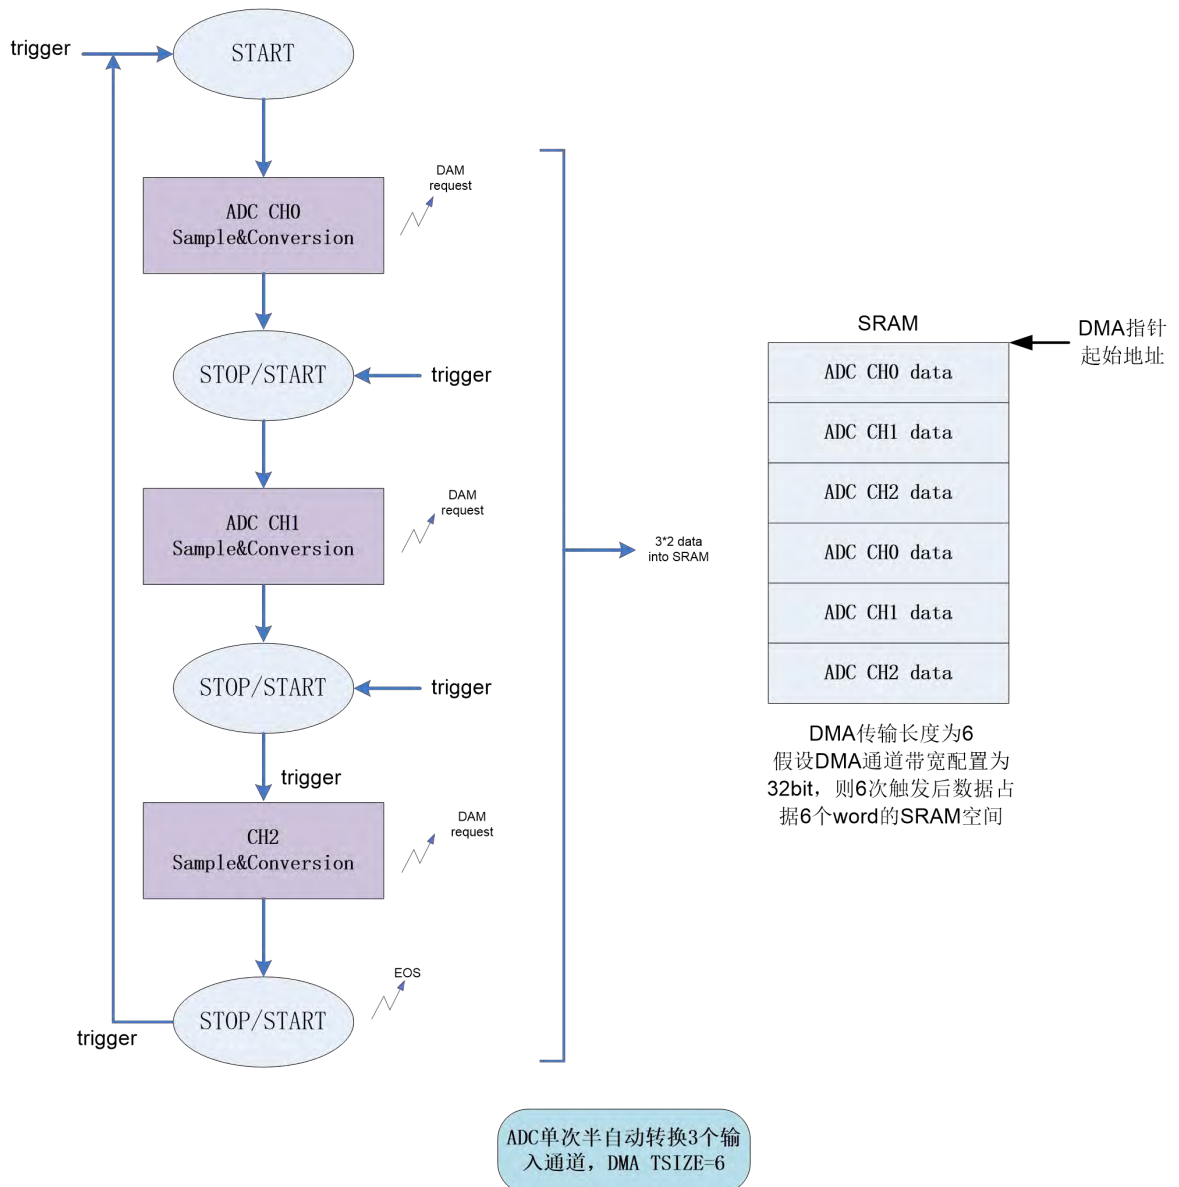 trigger
START
DAM
request
ADC CH0
Sample&Conversion
STOP/START
trigger
DAM
request
ADC CH1
Sample&Conversion
STOP/START
trigger
trigger
DAM
request
CH2
Sample&Conversion
EOS
STOP/START
trigger
3*2 data
into SRAM
SRAM
DMA指针
起始地址
ADC CH0 data
ADC CH1 data
ADC CH2 data
ADC CH0 data
ADC CH1 data
ADC CH2 data
DMA传输长度为6
假设DMA通道带宽配置为
32bit，则6次触发后数据占
据6个word的SRAM空间
ADC单次半自动转换3个输
入通道，DMA TSIZE=6